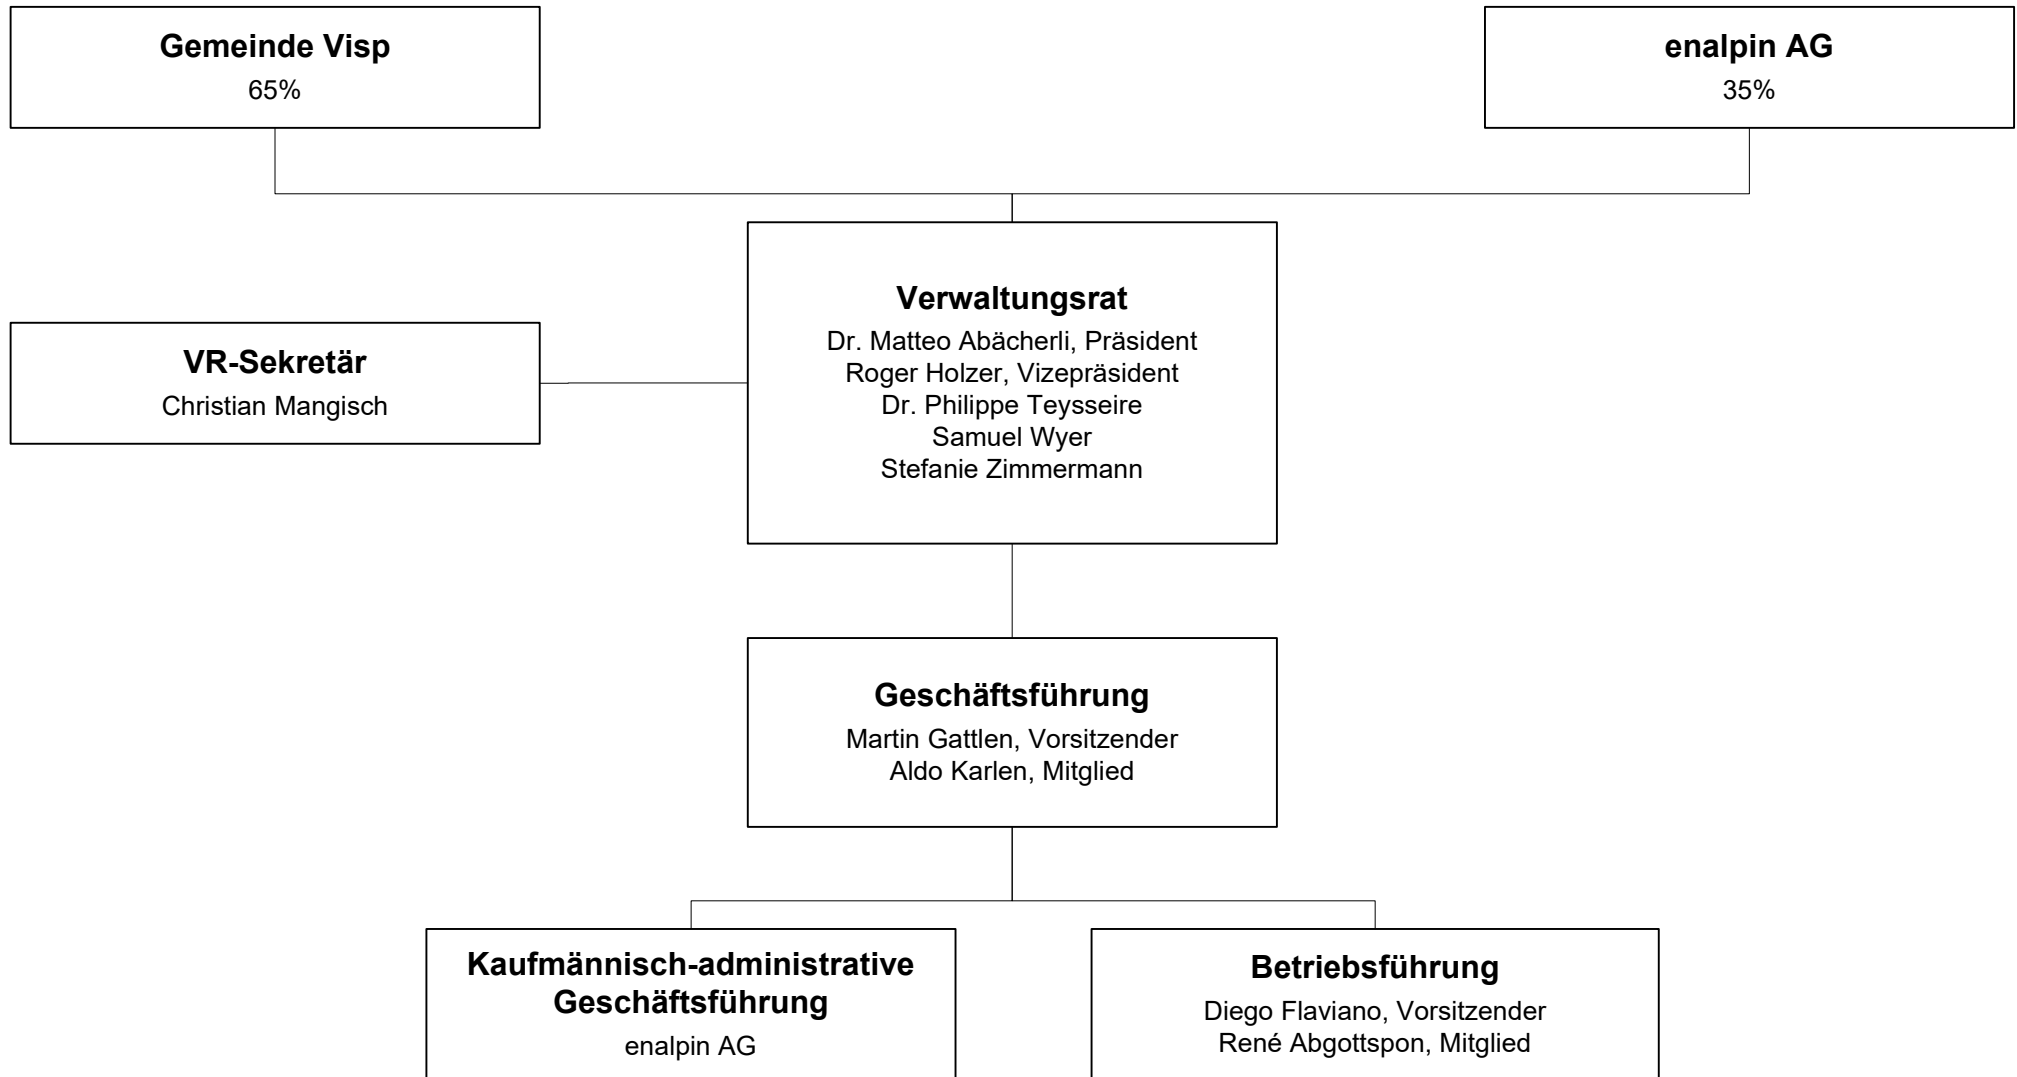 Gemeinde Visp
65%
enalpin AG
35%
Verwaltungsrat
Dr. Matteo Abächerli, Präsident
Roger Holzer, Vizepräsident
Dr. Philippe Teysseire
Samuel Wyer
Stefanie Zimmermann
VR-Sekretär
Christian Mangisch
Geschäftsführung
Martin Gattlen, Vorsitzender
Aldo Karlen, Mitglied
Kaufmännisch-administrative
Geschäftsführung
enalpin AG
Betriebsführung
Diego Flaviano, Vorsitzender
René Abgottspon, Mitglied